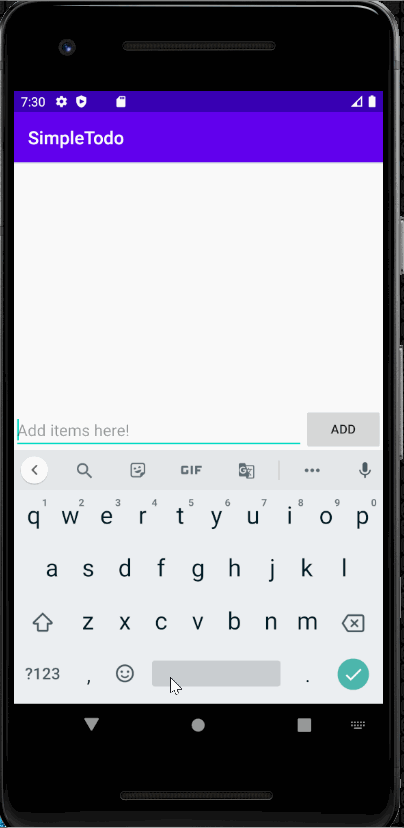 7:30
SimpleTodo
Add items here!
ADD
GIF
G
1 2 3 4 5 6 7 8 9 0
q w e r t y u i o p
a s d f g h j k l
z x c v b n m
?123 , .